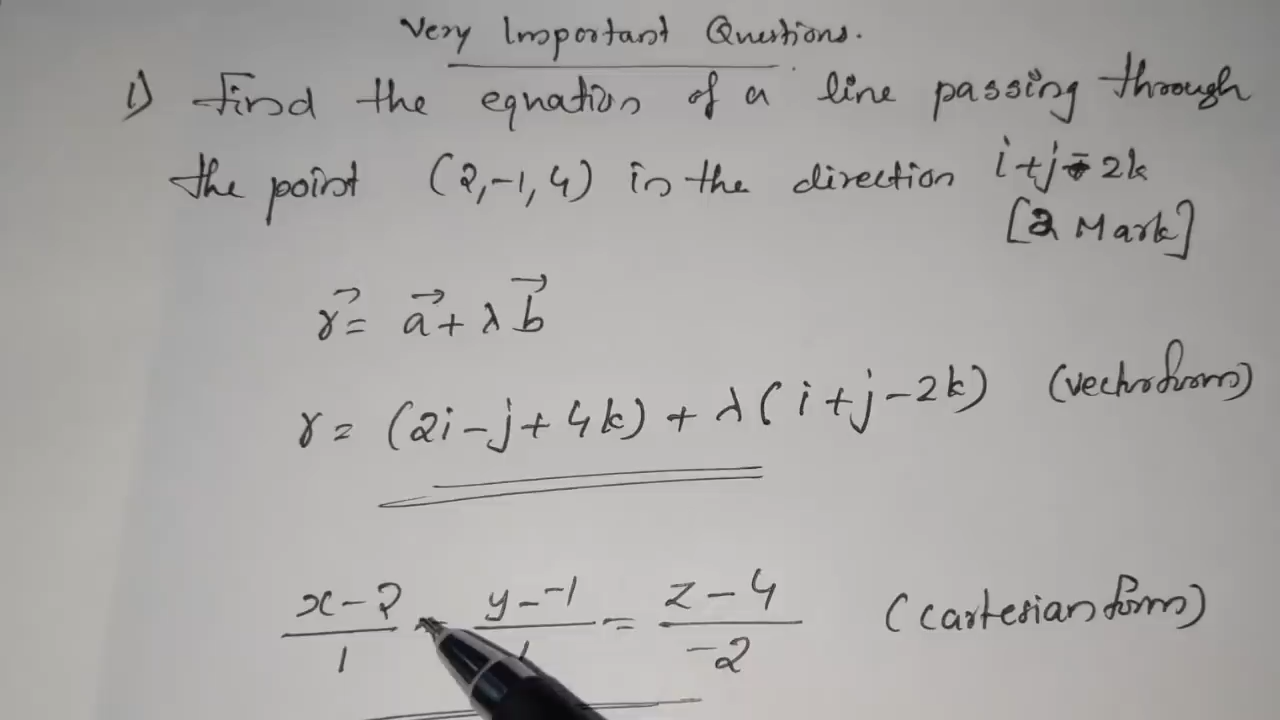 Very Important Questions.
1) Find the equation of a line passing through
the point (2,-1,4) in the direction i+j-2k
[2 Mark]
r⃗ = a⃗ + λ b⃗
r = (2i-j+4k) + λ(i+j-2k) (vector form)
x-2/1 = y--1/1 = z-4/-2 (Cartesian form)